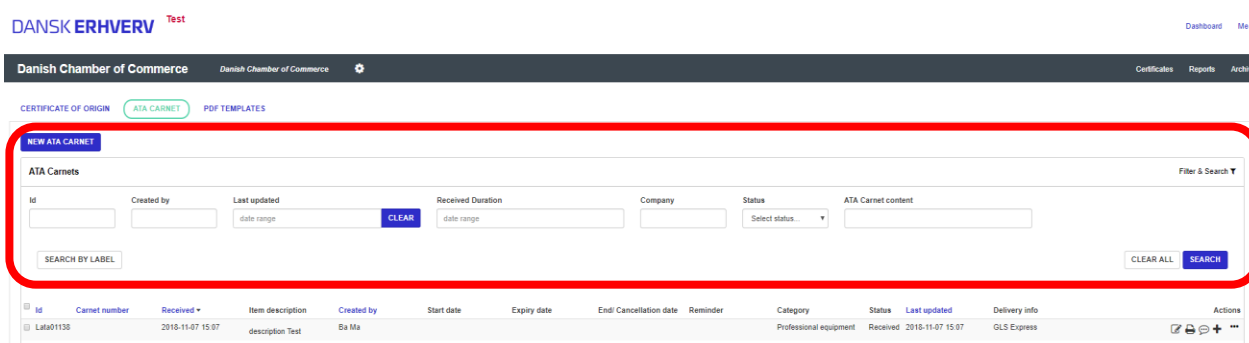 DANSK ERHVERV Test
Dashboard Me
Danish Chamber of Commerce Danish Chamber of Commerce Certificates Reports Archi
CERTIFICATE OF ORIGIN ATA CARNET PDF TEMPLATES
NEW ATA CARNET
ATA Carnets Filter & Search
Id Created by Last updated Received Duration Company Status ATA Carnet content
date range CLEAR date range Select status...
SEARCH BY LABEL CLEAR ALL SEARCH
Id Carnet number Received Item description Created by Start date Expiry date End/ Cancellation date Reminder Category Status Last updated Delivery info Actions
Lata01138 2018-11-07 15:07 description Test Ba Ma Professional equipment Received 2018-11-07 15:07 GLS Express